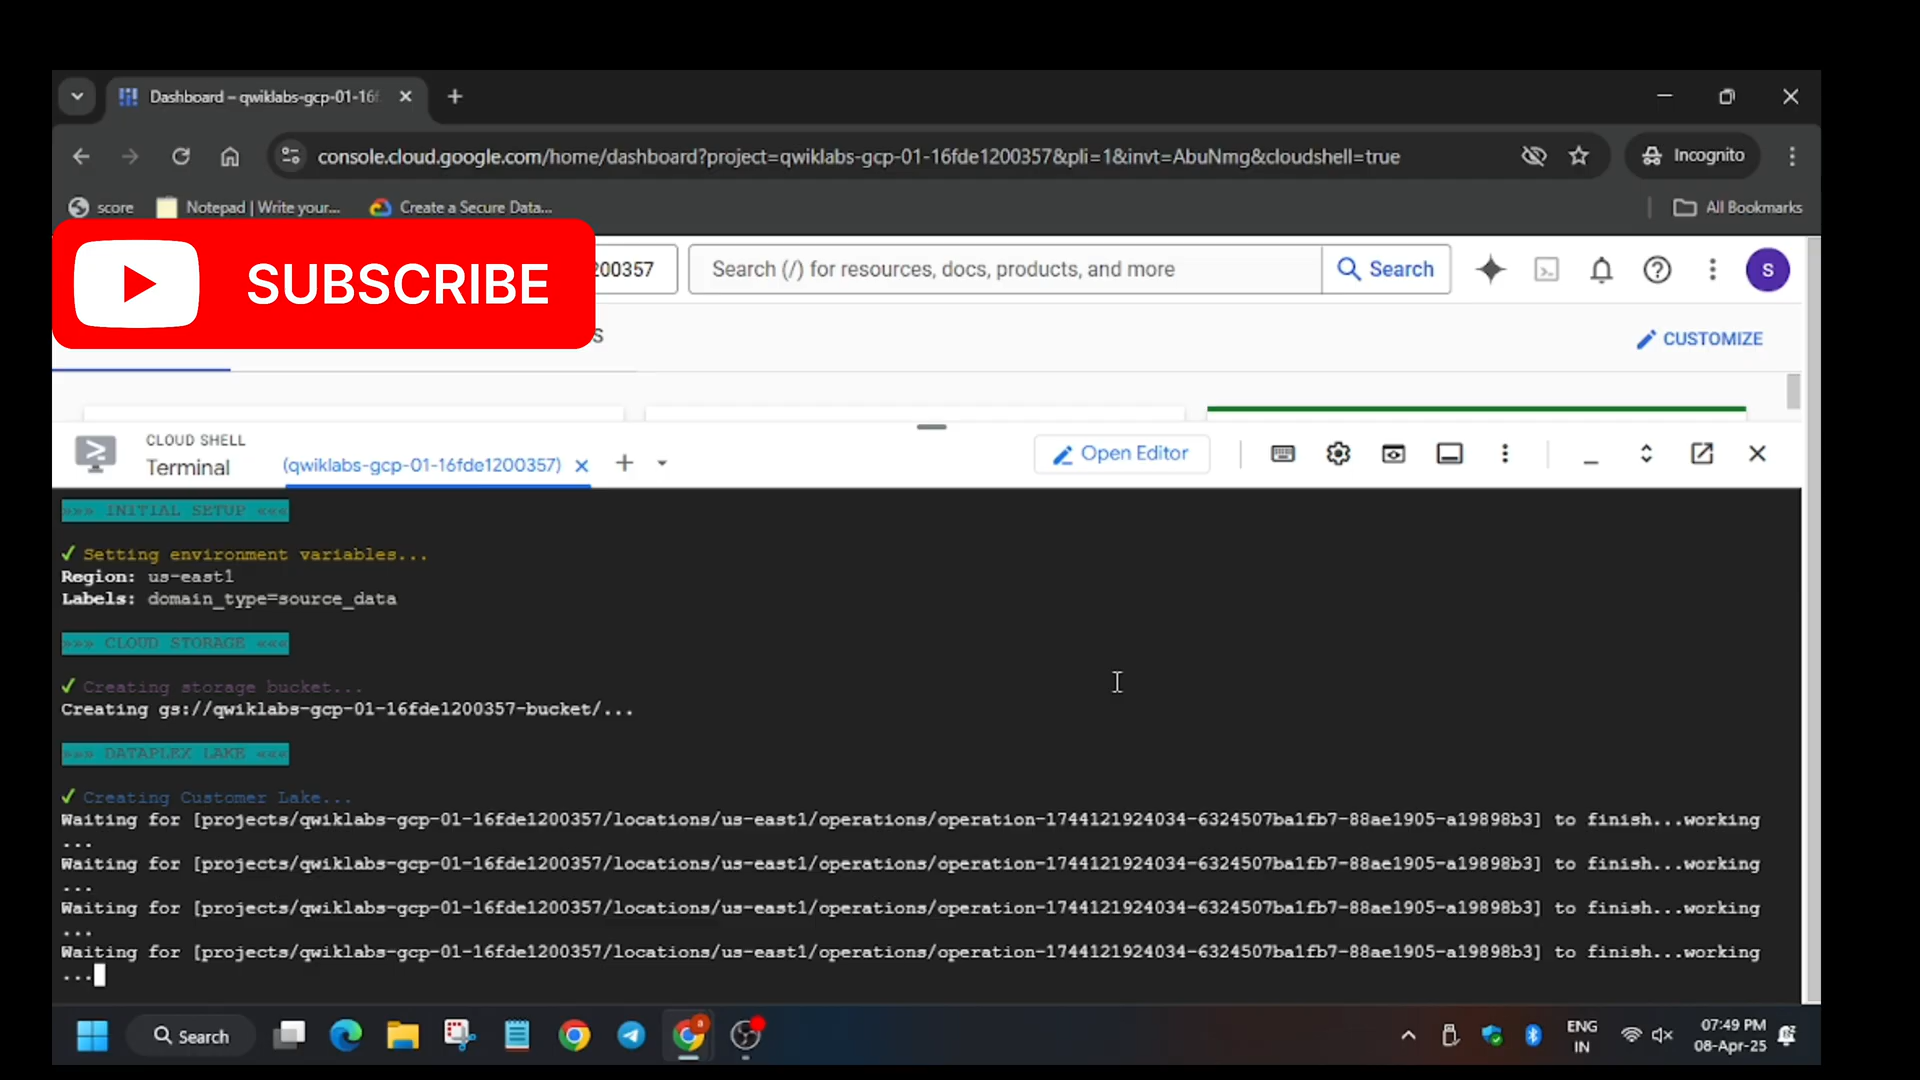 Dashboard – qwiklabs-gcp-01-16f
console.cloud.google.com/home/dashboard?project=qwiklabs-gcp-01-16fde1200357&pli=1&invt=AbuNmg&cloudshell=true
Incognito
score
Notepad | Write your...
Create a Secure Data...
All Bookmarks
SUBSCRIBE
200357
Search (/) for resources, docs, products, and more
Search
S
S
CUSTOMIZE
CLOUD SHELL
Terminal
(qwiklabs-gcp-01-16fde1200357)
Open Editor
»»» INITIAL SETUP «««
✓ Setting environment variables...
Region: us-east1
Labels: domain_type=source_data
»»» CLOUD STORAGE «««
✓ Creating storage bucket...
Creating gs://qwiklabs-gcp-01-16fde1200357-bucket/...
»»» DATAPLEX LAKE «««
✓ Creating Customer Lake...
Waiting for [projects/qwiklabs-gcp-01-16fde1200357/locations/us-east1/operations/operation-1744121924034-6324507ba1fb7-88ae1905-a19898b3] to finish...working
...
Waiting for [projects/qwiklabs-gcp-01-16fde1200357/locations/us-east1/operations/operation-1744121924034-6324507ba1fb7-88ae1905-a19898b3] to finish...working
...
Waiting for [projects/qwiklabs-gcp-01-16fde1200357/locations/us-east1/operations/operation-1744121924034-6324507ba1fb7-88ae1905-a19898b3] to finish...working
...
Waiting for [projects/qwiklabs-gcp-01-16fde1200357/locations/us-east1/operations/operation-1744121924034-6324507ba1fb7-88ae1905-a19898b3] to finish...working
...
Search
ENG
IN
07:49 PM
08-Apr-25